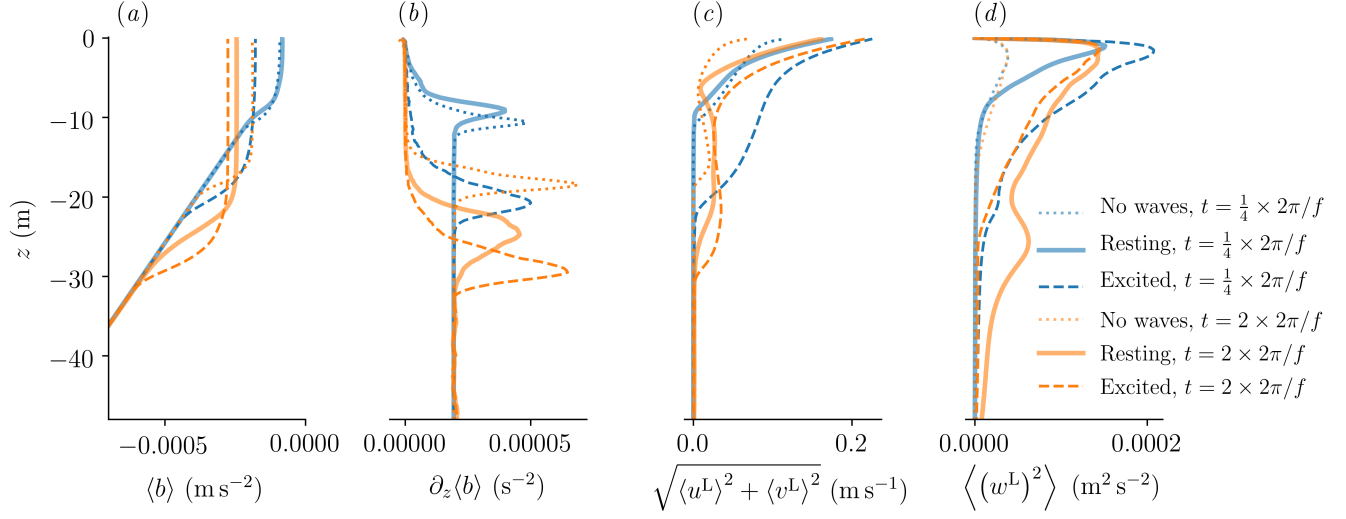 (a)
(b)
(c)
(d)
0
−10
−20
−30
−40
z (m)
−0.0005
0.0000
⟨b⟩ (m s⁻²)
0.00000
0.00005
∂z⟨b⟩ (s⁻²)
0.0
0.2
√⟨uᴸ⟩² + ⟨vᴸ⟩² (m s⁻¹)
0.0000
0.0002
⟨(wᴸ)²⟩ (m² s⁻²)
No waves, t = 1/4 × 2π/f
Resting, t = 1/4 × 2π/f
Excited, t = 1/4 × 2π/f
No waves, t = 2 × 2π/f
Resting, t = 2 × 2π/f
Excited, t = 2 × 2π/f